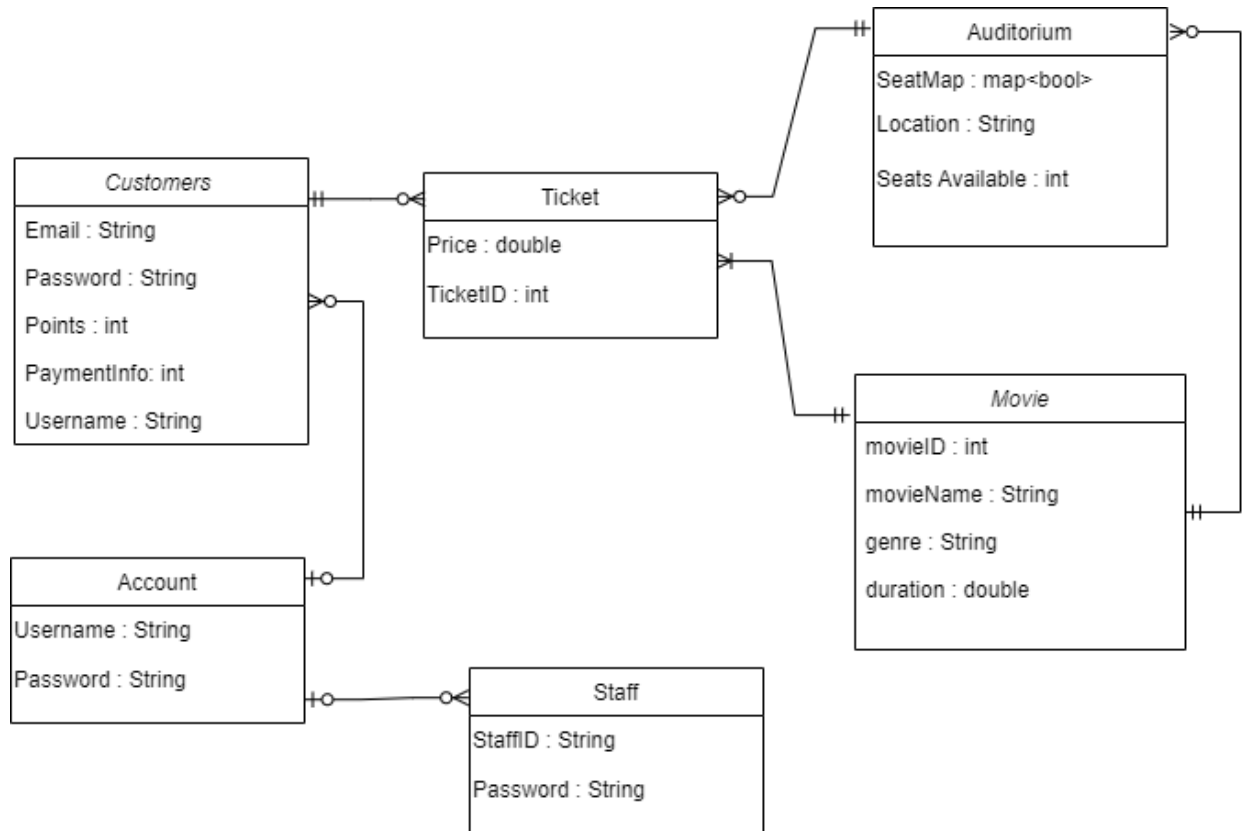 Auditorium
SeatMap : map<bool>
Location : String
Seats Available : int
Customers
Email : String
Password : String
Points : int
PaymentInfo: int
Username : String
Ticket
Price : double
TicketID : int
Movie
movieID : int
movieName : String
genre : String
duration : double
Account
Username : String
Password : String
Staff
StaffID : String
Password : String